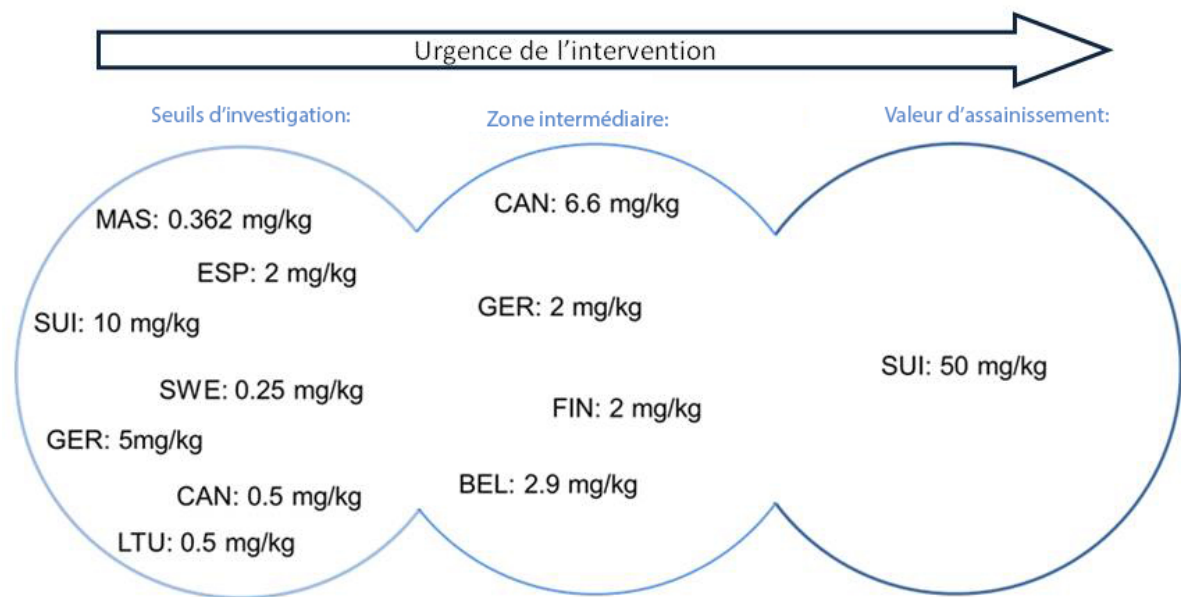 Urgence de l'intervention
Seuils d'investigation:
Zone intermédiaire:
Valeur d'assainissement:
MAS: 0.362 mg/kg
ESP: 2 mg/kg
SUI: 10 mg/kg
SWE: 0.25 mg/kg
GER: 5mg/kg
CAN: 0.5 mg/kg
LTU: 0.5 mg/kg
CAN: 6.6 mg/kg
GER: 2 mg/kg
FIN: 2 mg/kg
BEL: 2.9 mg/kg
SUI: 50 mg/kg